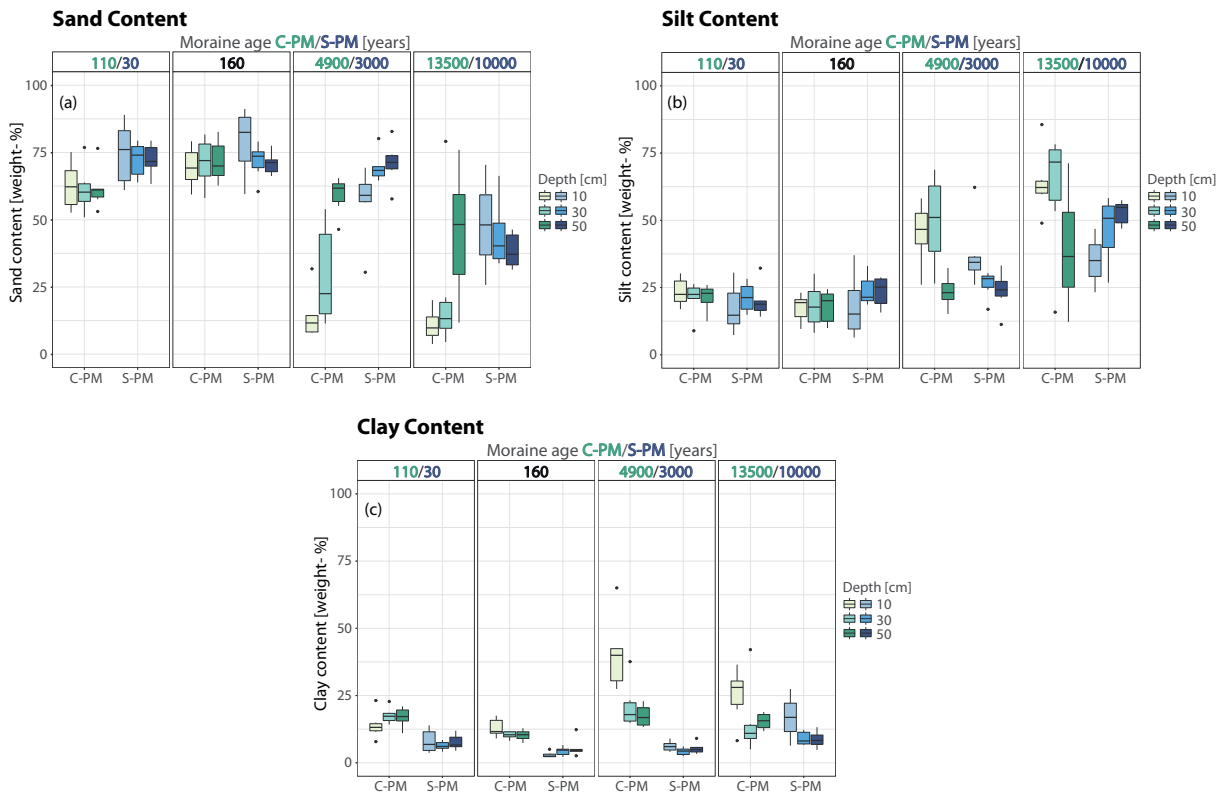 Sand Content
Moraine age C-PM/S-PM [years]
110/30 160 4900/3000 13500/10000
(a)
100
75
50
25
0
Sand content [weight- %]
C-PM S-PM C-PM S-PM C-PM S-PM C-PM S-PM
Depth [cm]
10
30
50
Silt Content
Moraine age C-PM/S-PM [years]
110/30 160 4900/3000 13500/10000
(b)
100
75
50
25
0
Silt content [weight- %]
C-PM S-PM C-PM S-PM C-PM S-PM C-PM S-PM
Depth [cm]
10
30
50
Clay Content
Moraine age C-PM/S-PM [years]
110/30 160 4900/3000 13500/10000
(c)
100
75
50
25
0
Clay content [weight- %]
C-PM S-PM C-PM S-PM C-PM S-PM C-PM S-PM
Depth [cm]
10
30
50